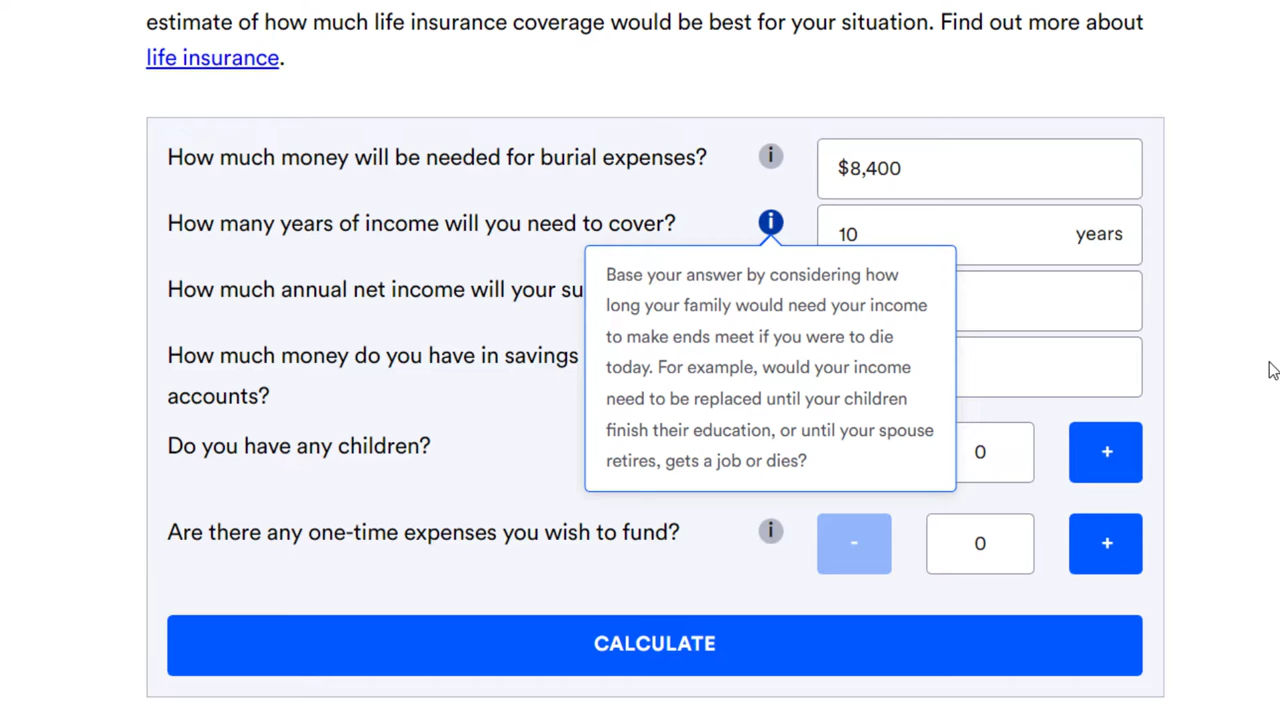 estimate of how much life insurance coverage would be best for your situation. Find out more about
life insurance.
How much money will be needed for burial expenses?
i
$8,400
How many years of income will you need to cover?
i
10
years
How much annual net income will your su
Base your answer by considering how
long your family would need your income
to make ends meet if you were to die
today. For example, would your income
need to be replaced until your children
finish their education, or until your spouse
retires, gets a job or dies?
How much money do you have in savings
accounts?
Do you have any children?
0
+
Are there any one-time expenses you wish to fund?
i
-
0
+
CALCULATE